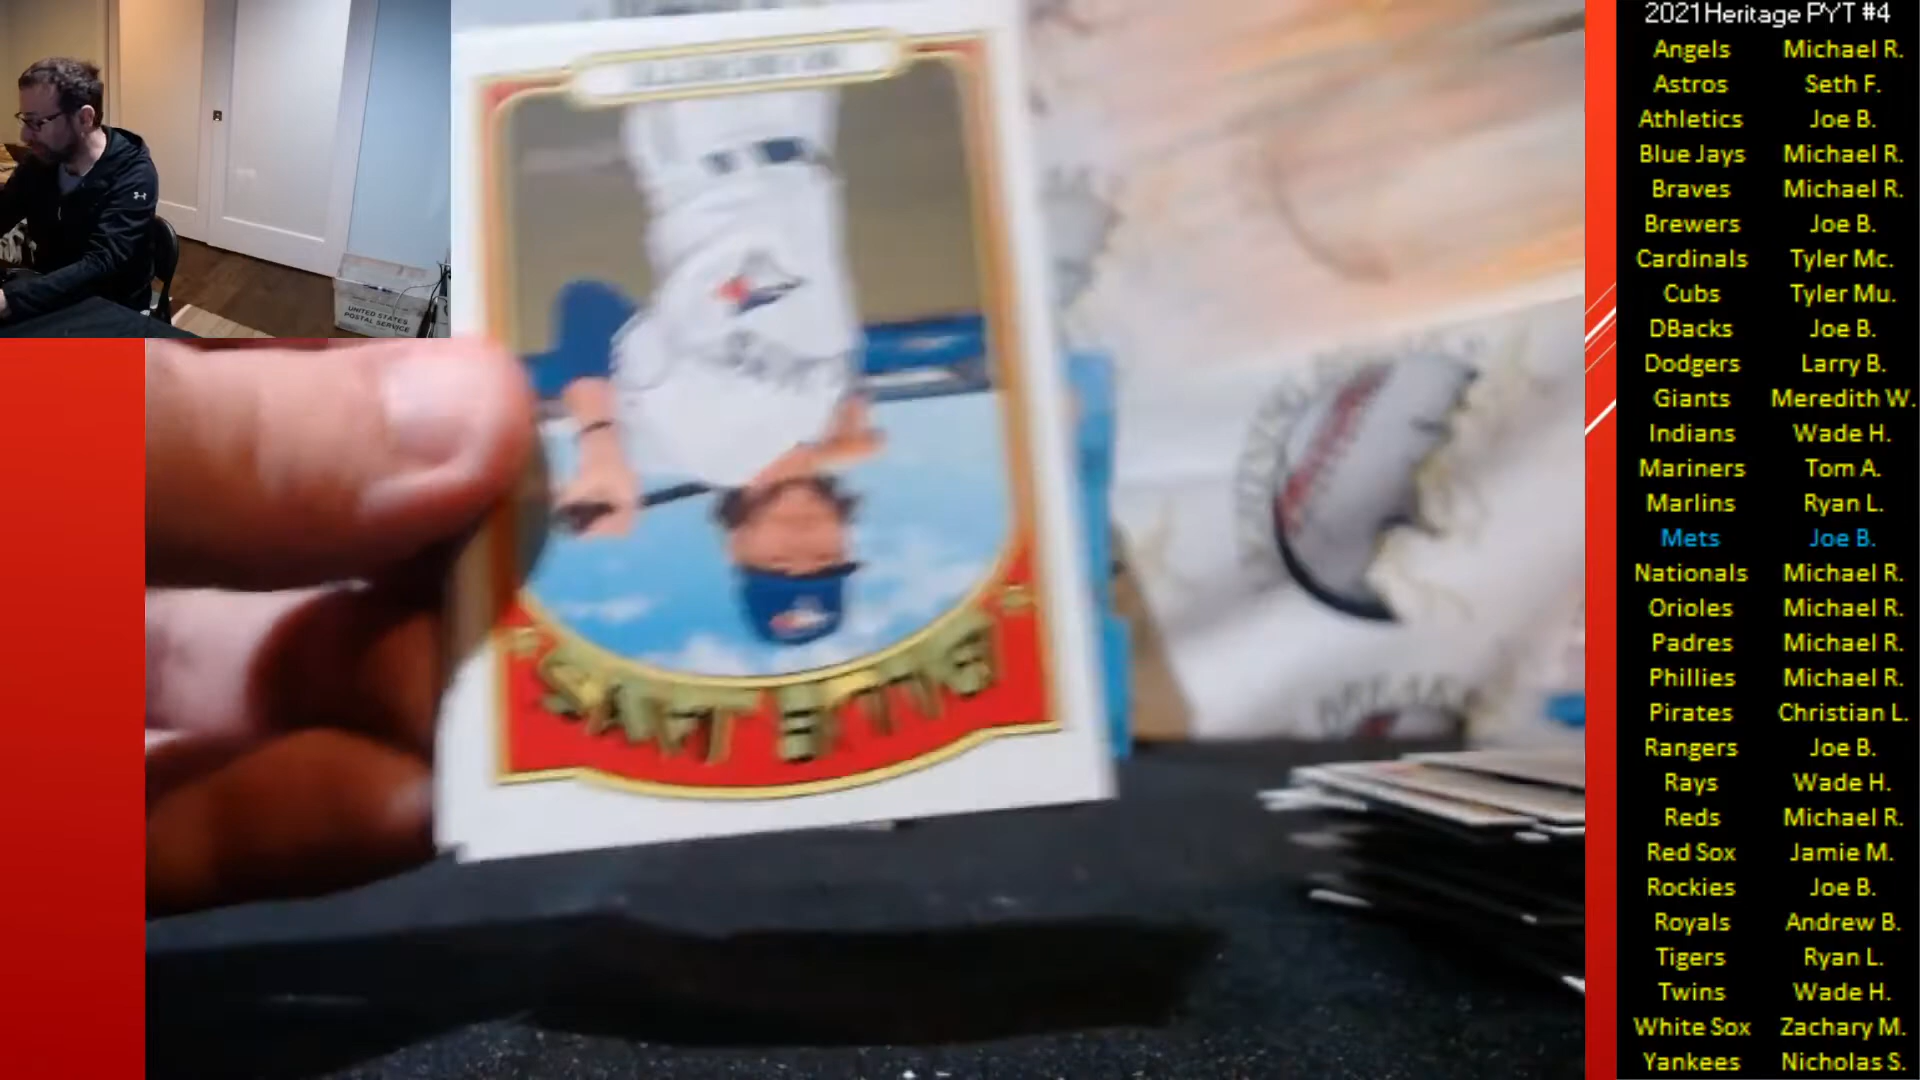 2021 Heritage PYT #4
Angels Michael R.
Astros Seth F.
Athletics Joe B.
Blue Jays Michael R.
Braves Michael R.
Brewers Joe B.
Cardinals Tyler Mc.
Cubs Tyler Mu.
DBacks Joe B.
Dodgers Larry B.
Giants Meredith W.
Indians Wade H.
Mariners Tom A.
Marlins Ryan L.
Mets Joe B.
Nationals Michael R.
Orioles Michael R.
Padres Michael R.
Phillies Michael R.
Pirates Christian L.
Rangers Joe B.
Rays Wade H.
Reds Michael R.
Red Sox Jamie M.
Rockies Joe B.
Royals Andrew B.
Tigers Ryan L.
Twins Wade H.
White Sox Zachary M.
Yankees Nicholas S.
UNITED STATES
POSTAL SERVICE
BLUE JAYS